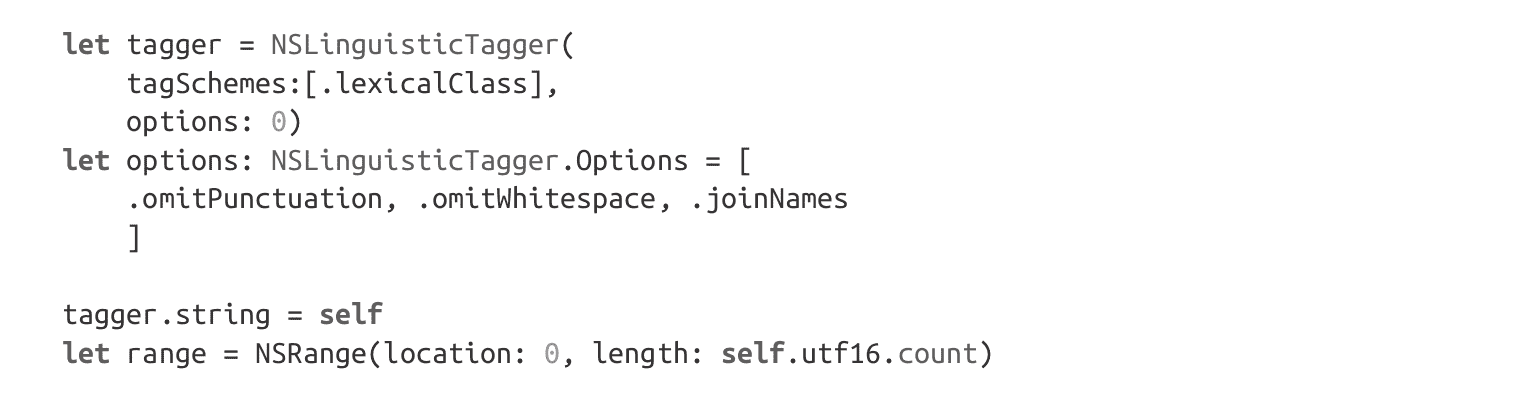 let tagger = NSLinguisticTagger(
    tagSchemes:[.lexicalClass],
    options: 0)
let options: NSLinguisticTagger.Options = [
    .omitPunctuation, .omitWhitespace, .joinNames
    ]

tagger.string = self
let range = NSRange(location: 0, length: self.utf16.count)